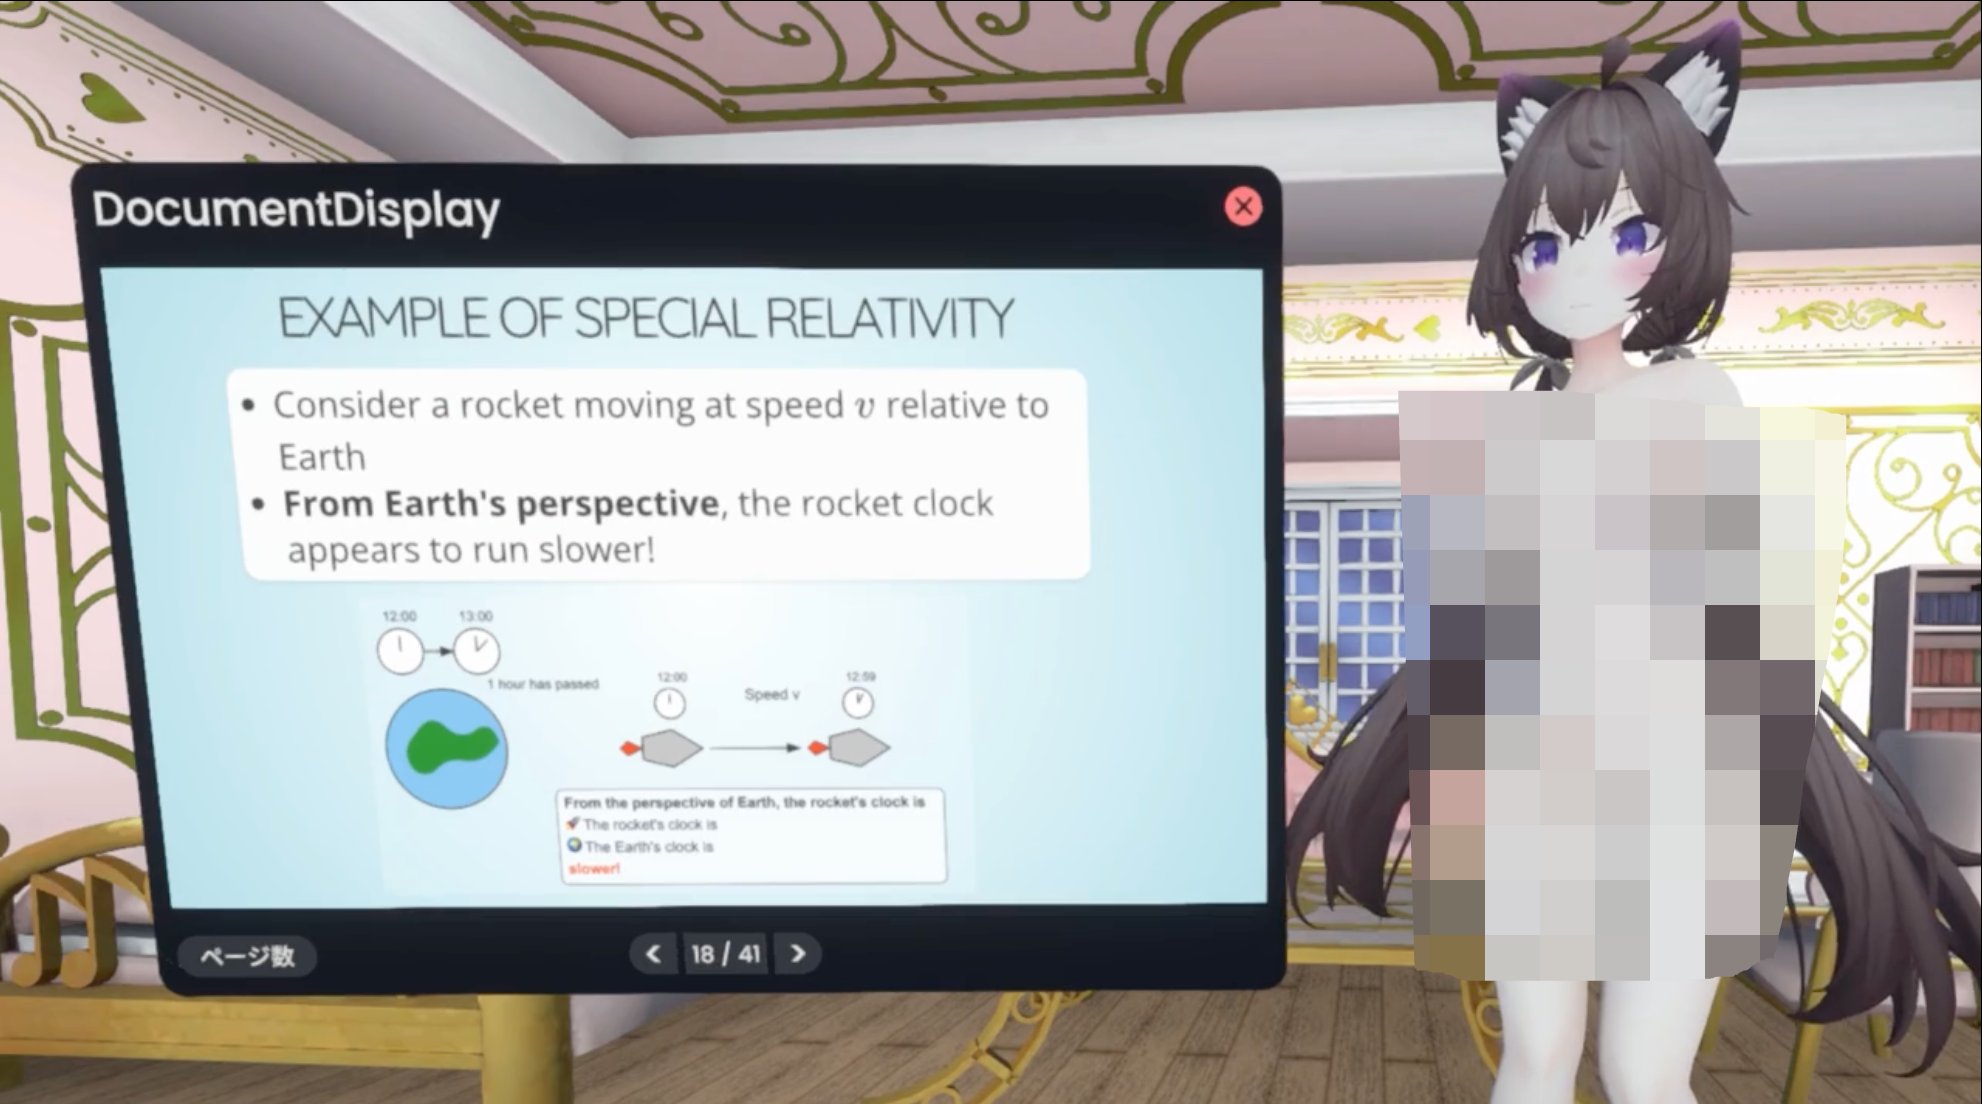 DocumentDisplay
EXAMPLE OF SPECIAL RELATIVITY
• Consider a rocket moving at speed v relative to
Earth
• From Earth's perspective, the rocket clock
appears to run slower!
12:00
13:00
1 hour has passed
12:00
Speed v
12:59
From the perspective of Earth, the rocket's clock is
🚀 The rocket's clock is
🌍 The Earth's clock is
slower!
ページ数
< 18 / 41 >